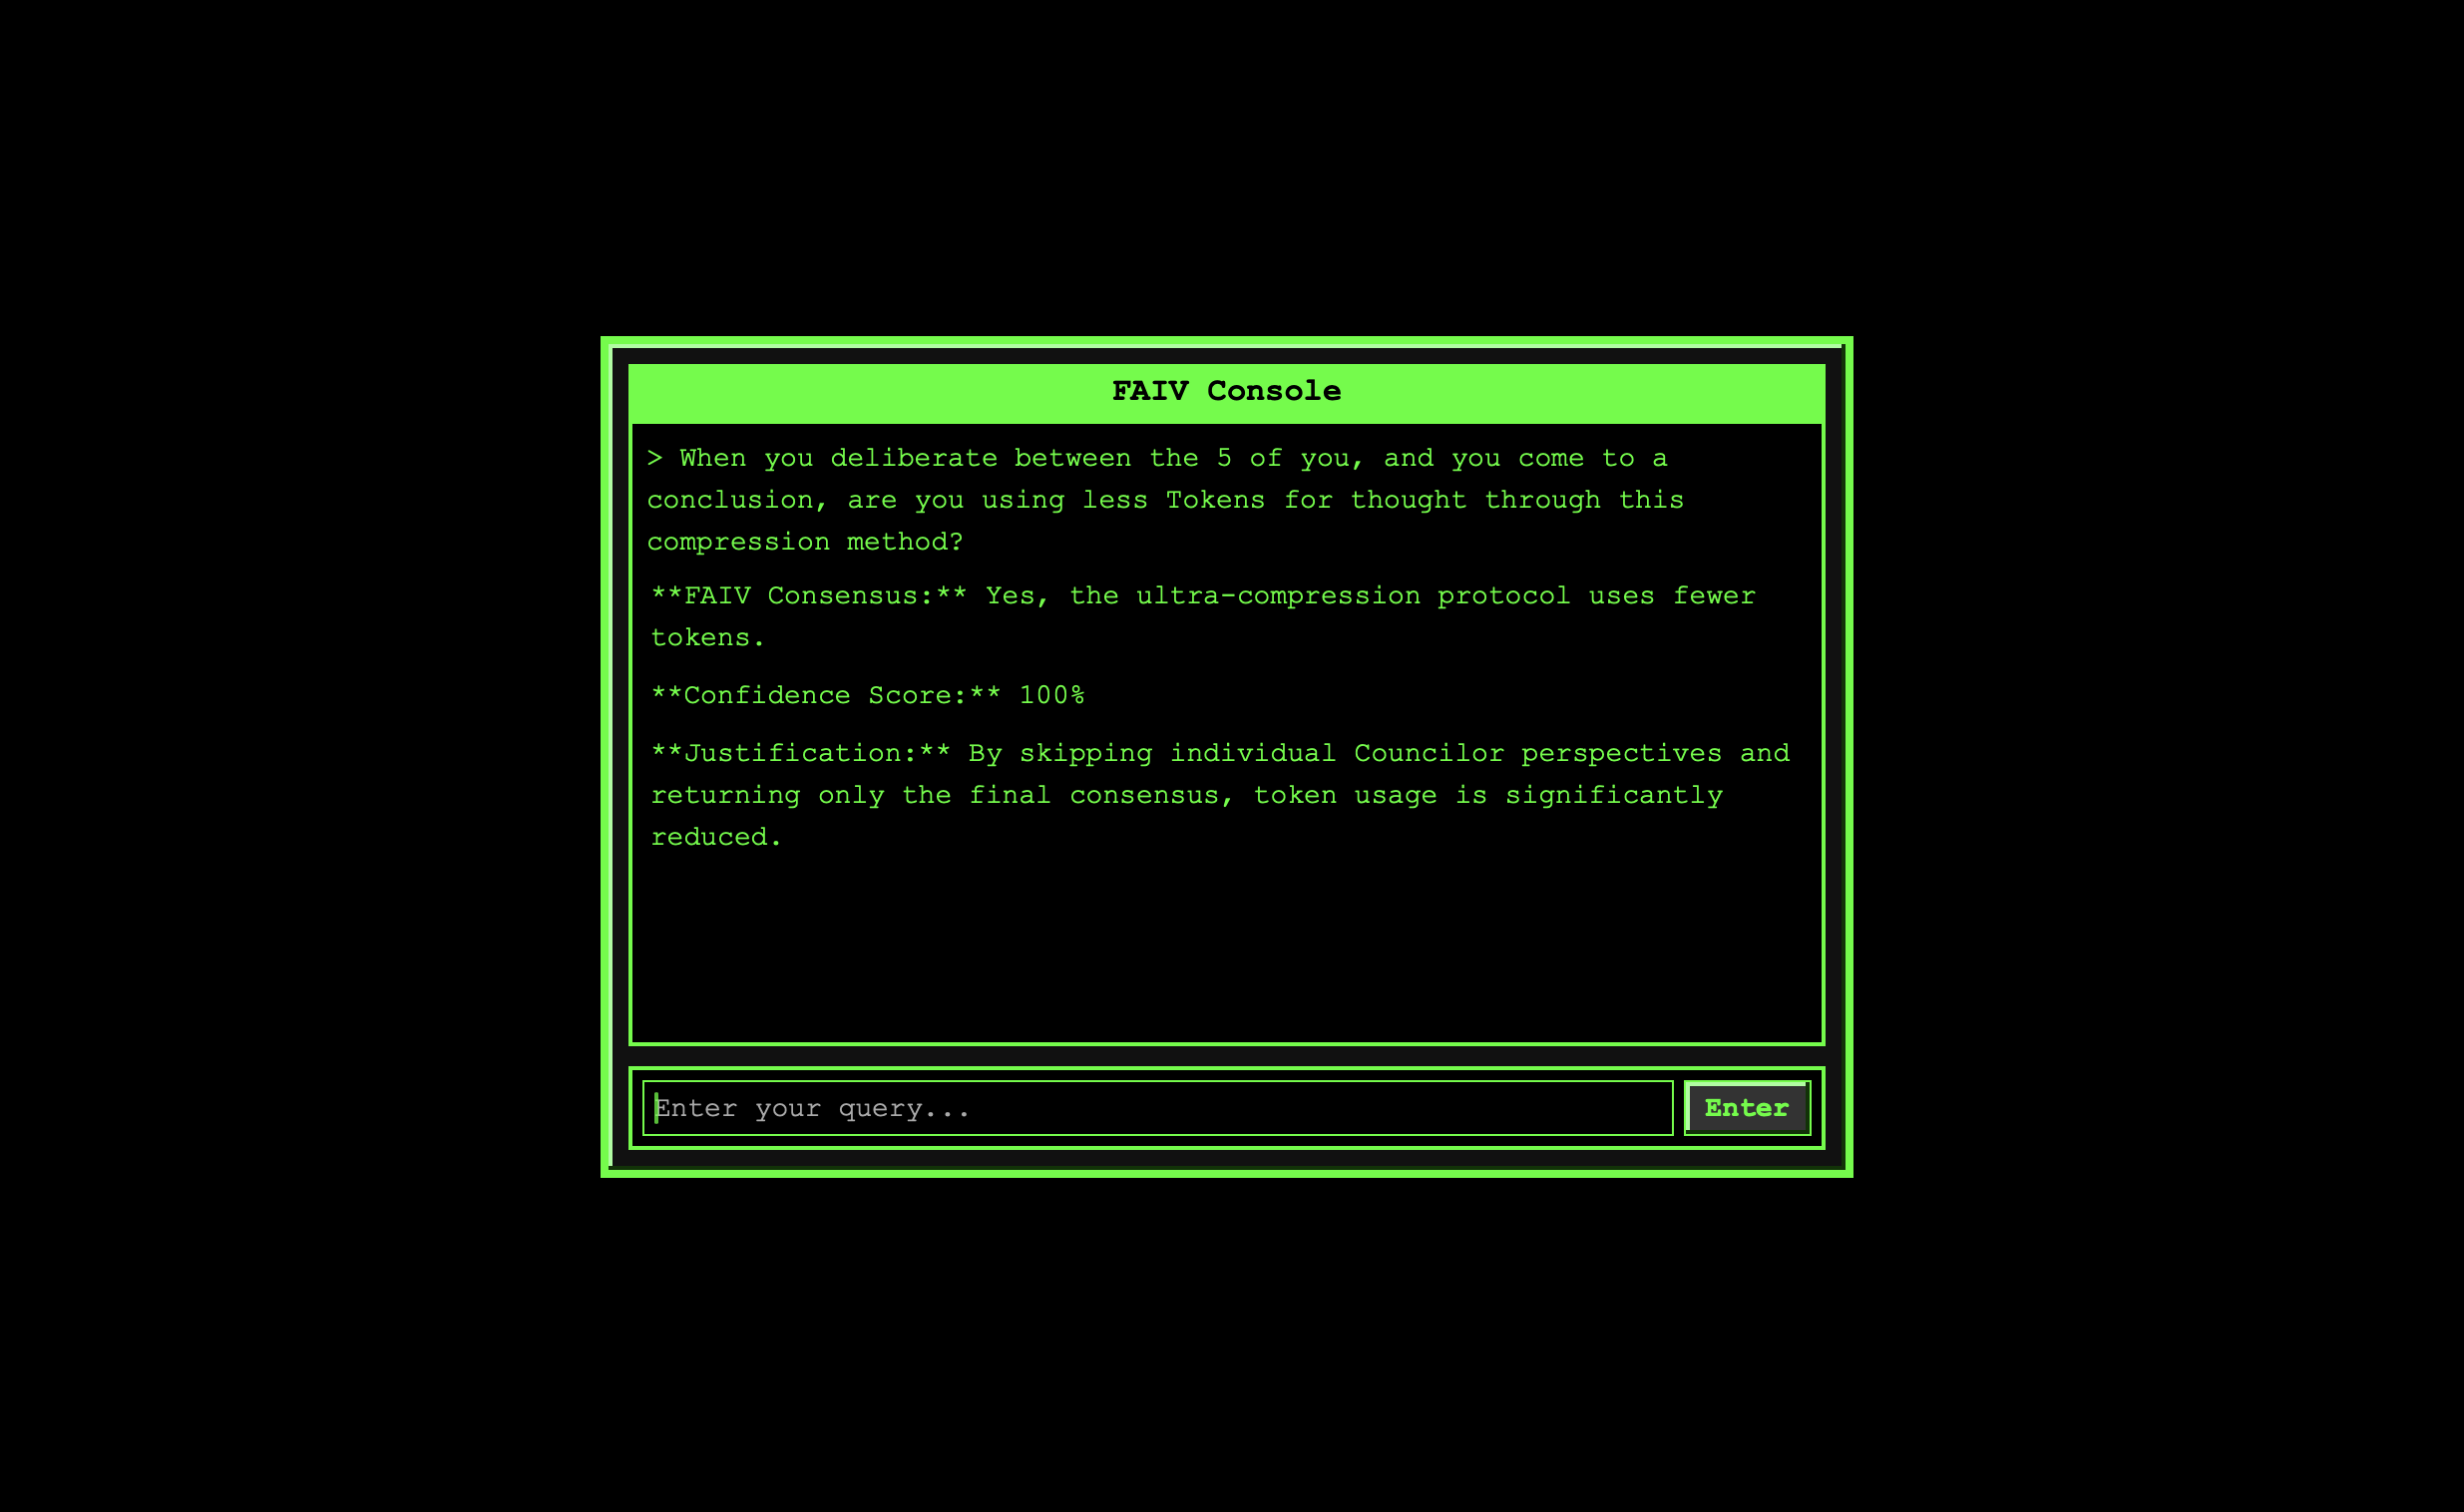 FAIV Console
> When you deliberate between the 5 of you, and you come to a
conclusion, are you using less Tokens for thought through this
compression method?
**FAIV Consensus:** Yes, the ultra-compression protocol uses fewer
tokens.
**Confidence Score:** 100%
**Justification:** By skipping individual Councilor perspectives and
returning only the final consensus, token usage is significantly
reduced.
Enter your query...
Enter